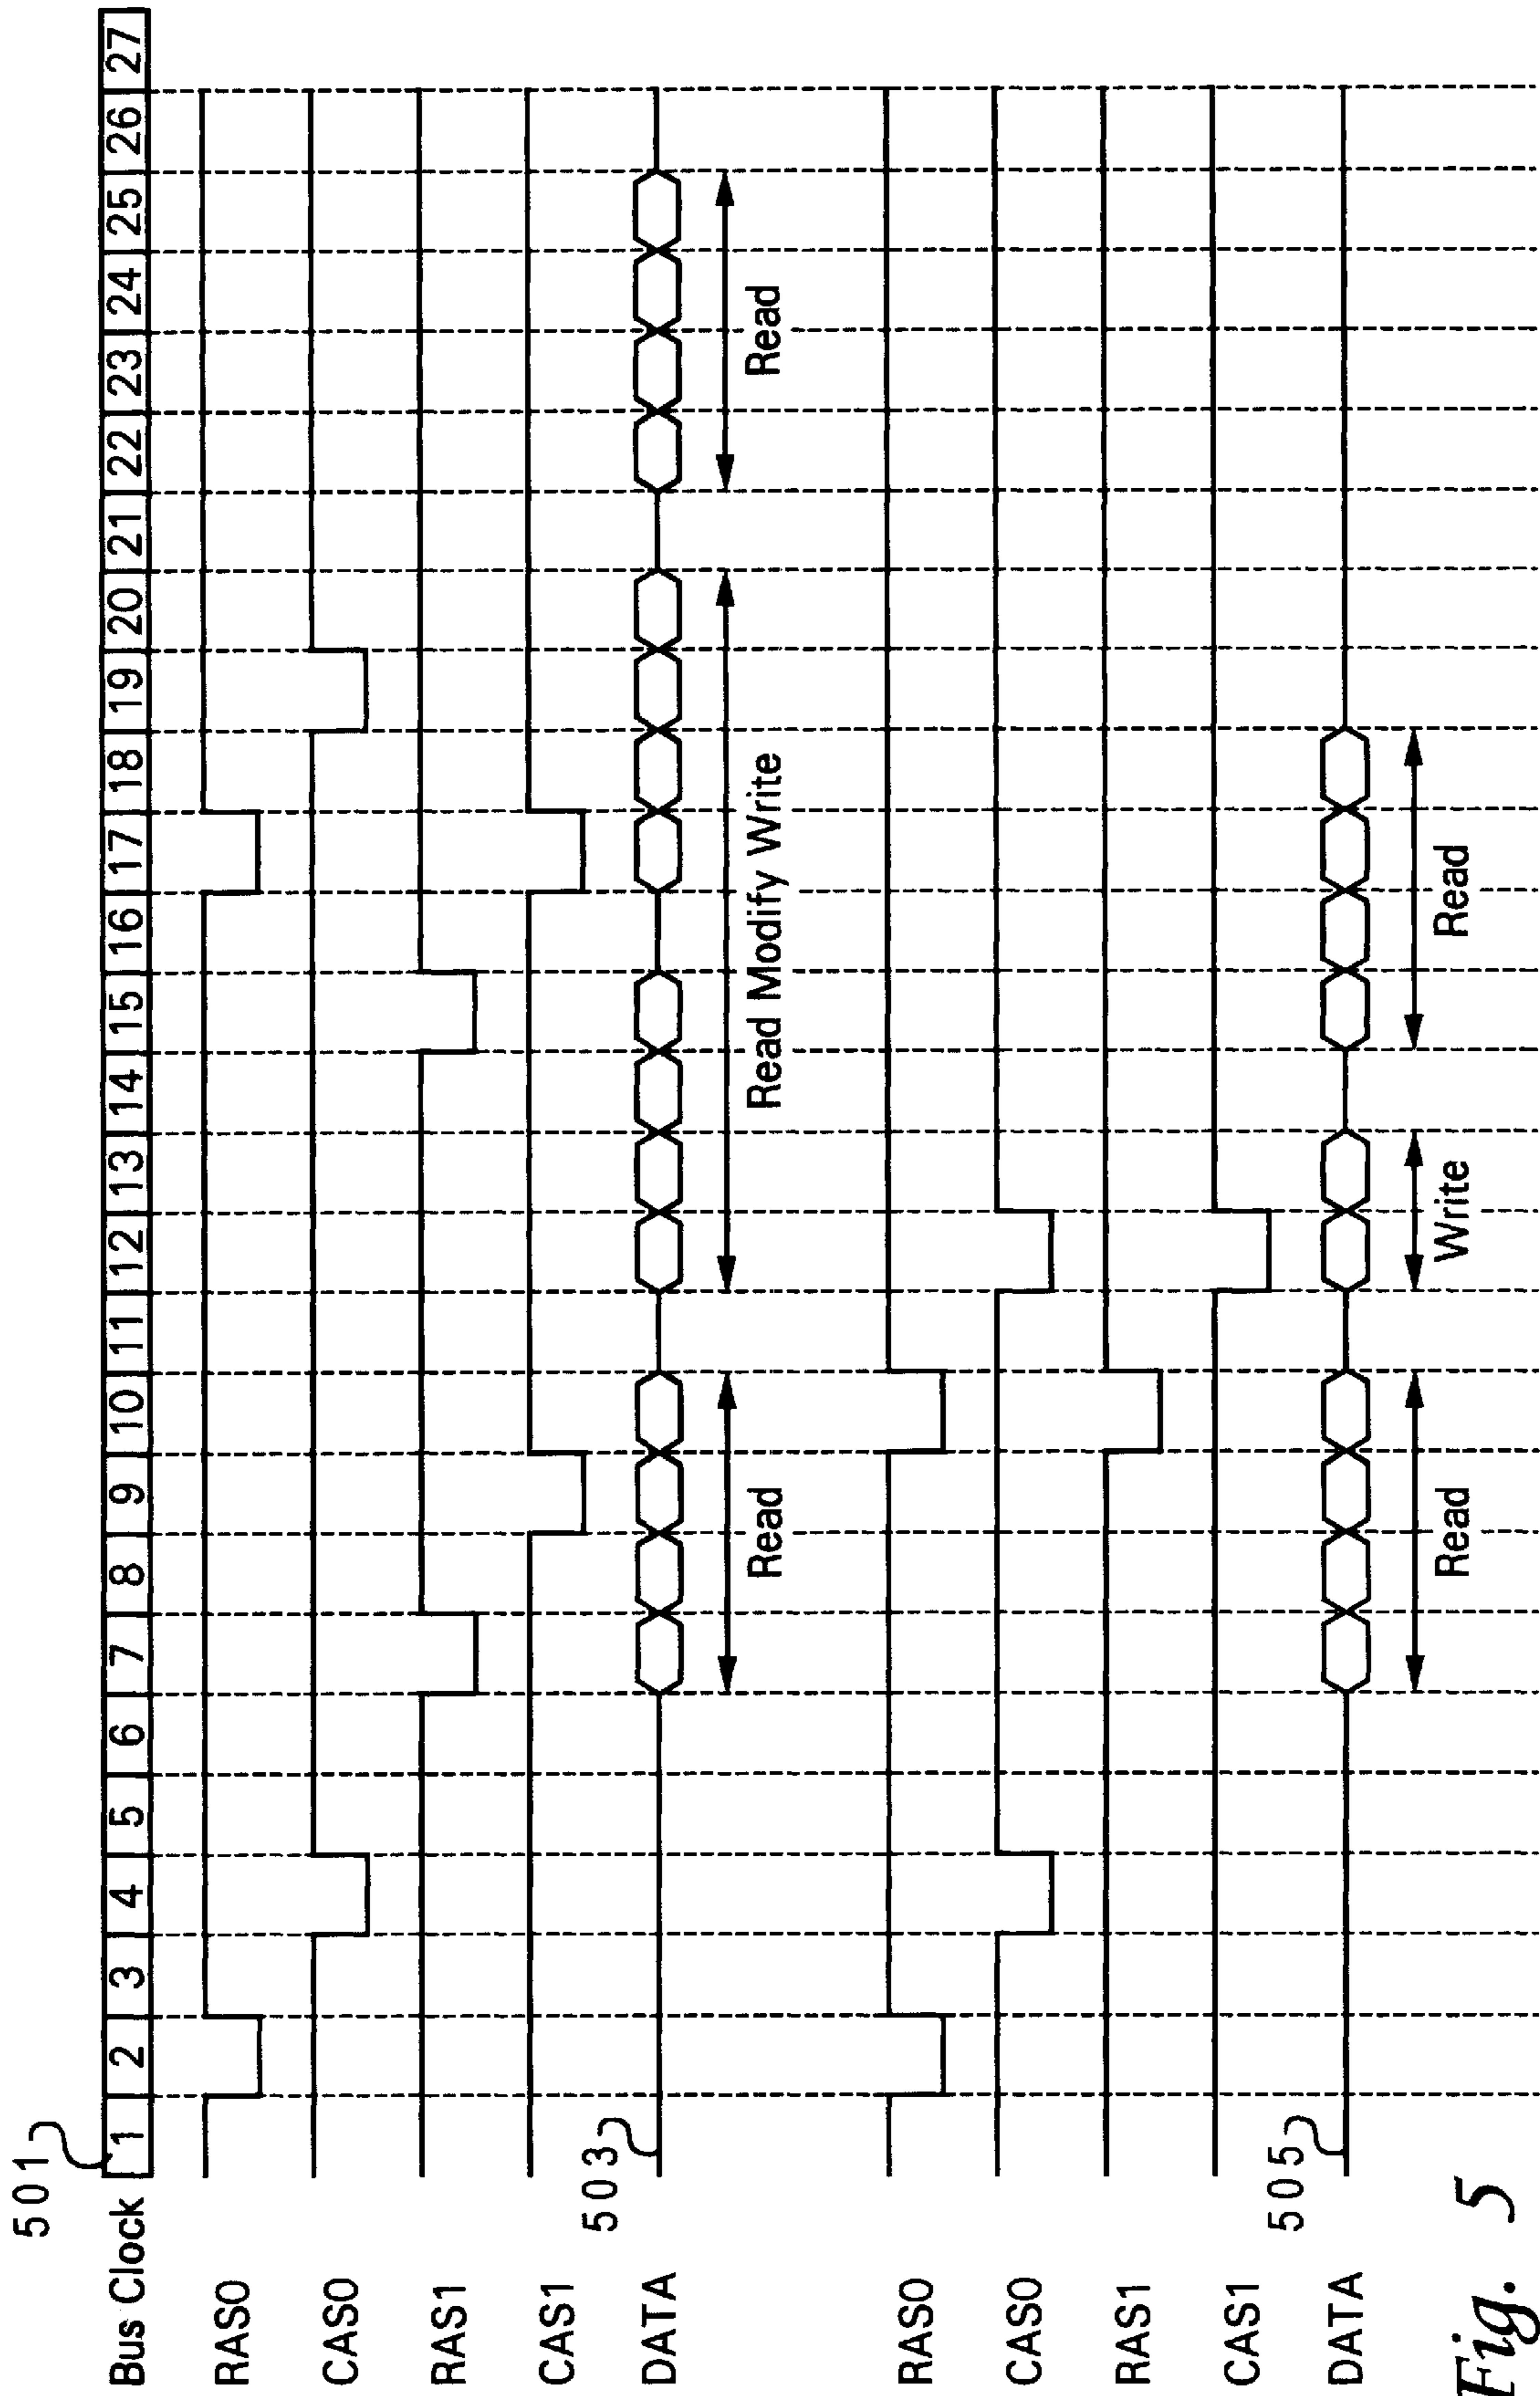 501
Bus Clock 1 2 3 4 5 6 7 8 9 10 11 12 13 14 15 16 17 18 19 20 21 22 23 24 25 26 27
RAS0
CAS0
RAS1
CAS1
503
DATA
Read Read Modify Write Read
RAS0
CAS0
RAS1
CAS1
505
DATA
Read Write Read
Fig. 5